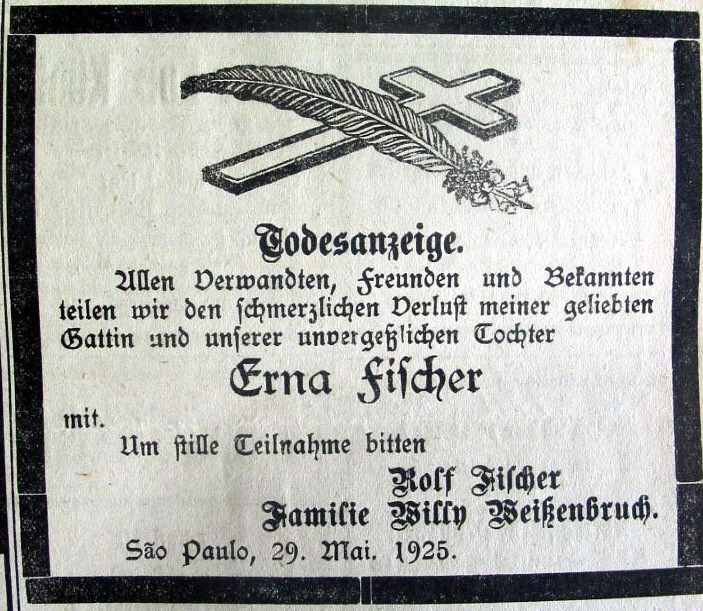 Todesanzeige.
Allen Verwandten, Freunden und Bekannten
teilen wir den schmerzlichen Verlust meiner geliebten
Gattin und unserer unvergeßlichen Tochter
Erna Fischer
mit.
Um stille Teilnahme bitten
Rolf Fischer
Familie Willy Weißenbruch.
São Paulo, 29. Mai. 1925.